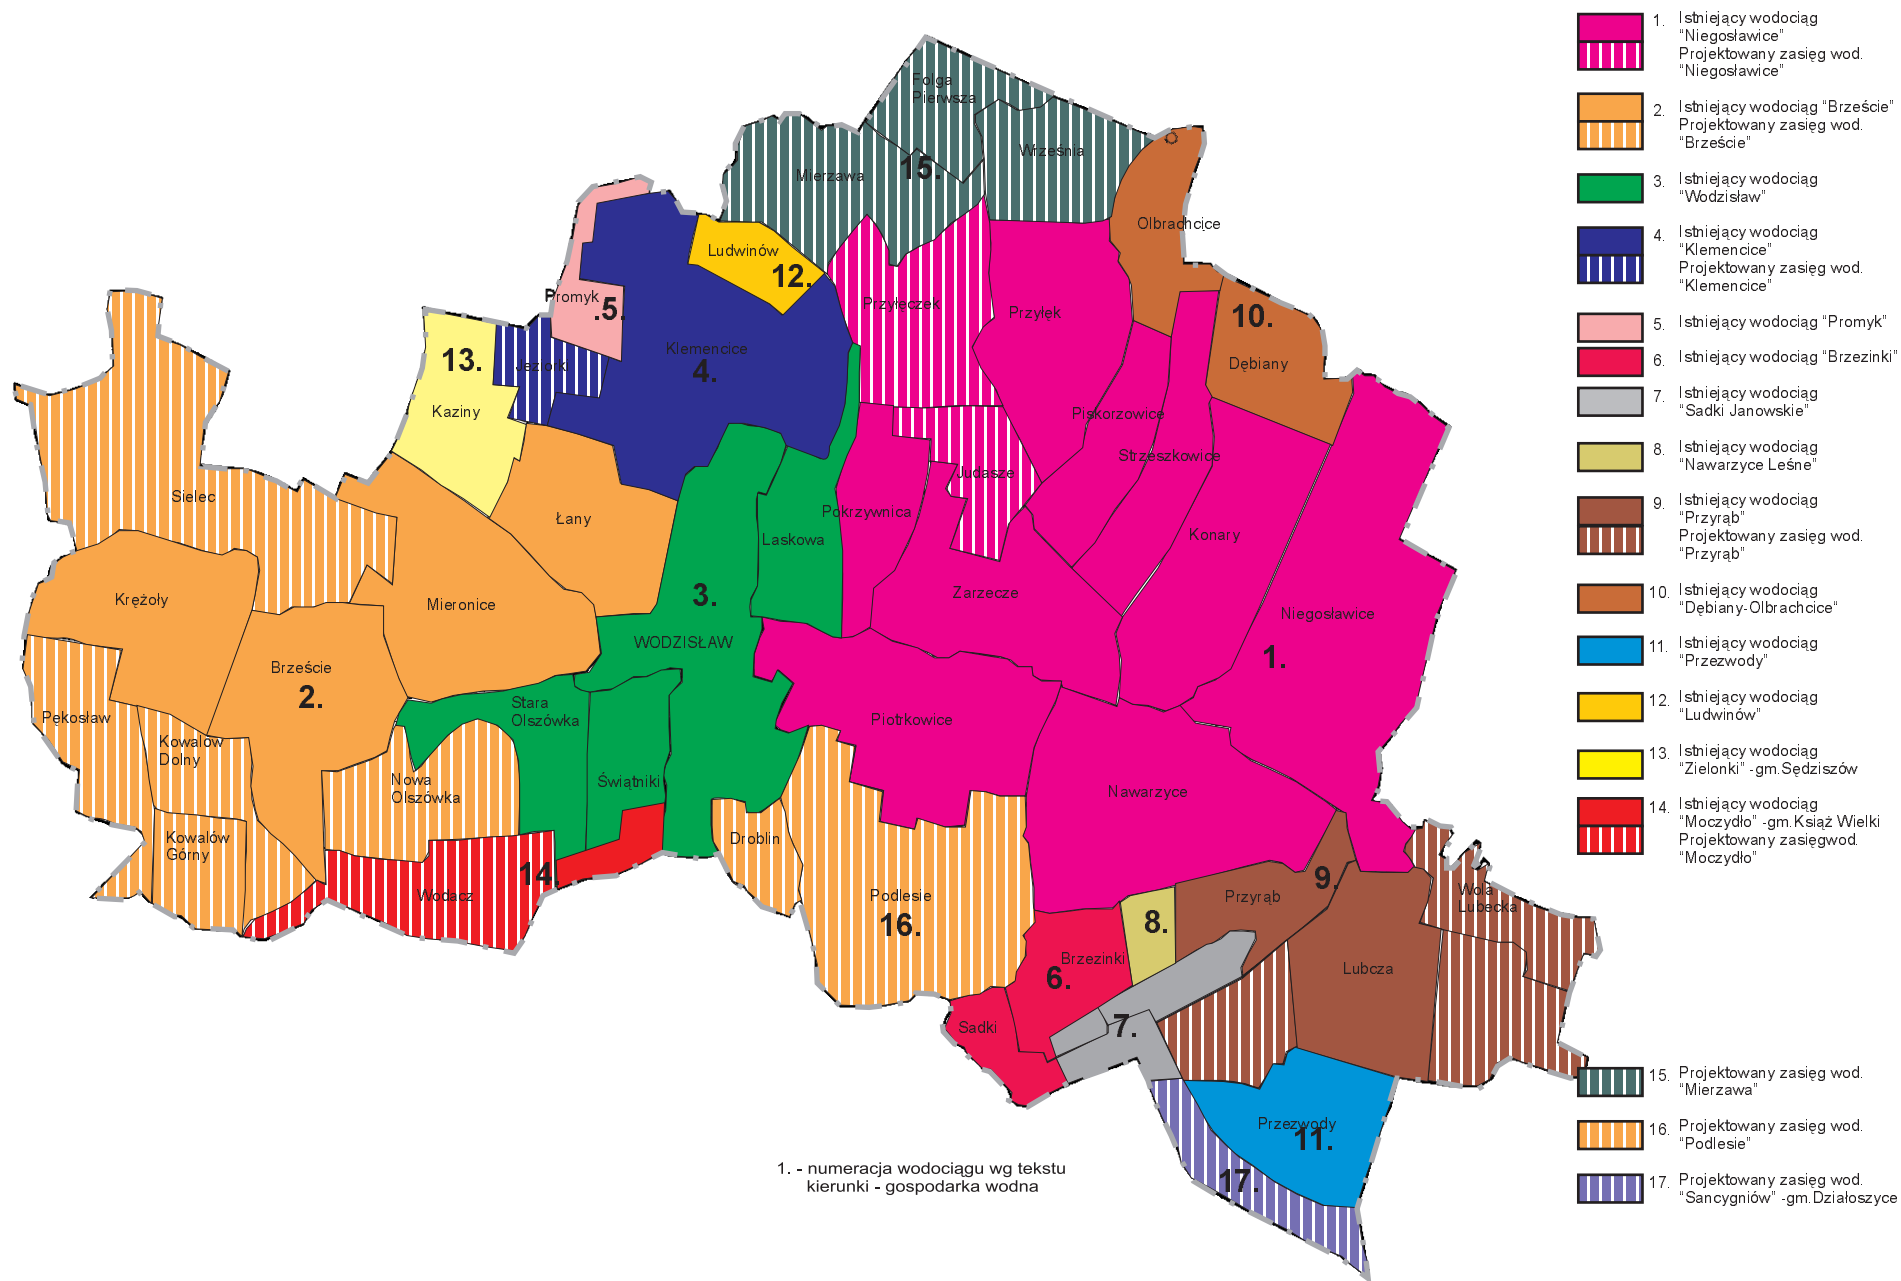 Folga
Pierwsza
Mierzawa
15.
Wrześnía
Olbrachcice
Ludwinów
12.
Promyk
.5.
Przyłęczek
Przyłęk
10.
Dębiany
13.
Jeziorki
Klemencice
4.
Kaziny
Piskorzowice
Strzeszkowice
Judasze
Sielec
Łany
Pokrzywnica
Laskowa
Konary
Krężoły
Mieronice
3.
Zarzecze
Niegosławice
WODZISŁAW
1.
Brzeście
2.
Pękosław
Stara
Olszówka
Piotrkowice
Kowalów
Dolny
Nowa
Olszówka
Świątniki
Nawarzyce
Kowalów
Górny
Droblin
14.
Wodacz
Podlesie
16.
9.
Przyrąb
Wola
Lubecka
8.
Brzezinki
6.
Lubcza
Sadki
7.
Przezwody
11.
17.
1. - numeracja wodociągu wg tekstu
kierunki - gospodarka wodna
1. Istniejący wodociąg
“Niegosławice”
Projektowany zasięg wod.
“Niegosławice”
2. Istniejący wodociąg “Brzeście”
Projektowany zasięg wod.
“Brzeście”
3. Istniejący wodociąg
“Wodzisław”
4. Istniejący wodociąg
“Klemencice”
Projektowany zasięg wod.
“Klemencice”
5. Istniejący wodociąg “Promyk”
6. Istniejący wodociąg “Brzezinki”
7. Istniejący wodociąg
“Sadki Janowskie”
8. Istniejący wodociąg
“Nawarzyce Leśne”
9. Istniejący wodociąg
“Przyrąb”
Projektowany zasięg wod.
“Przyrąb”
10. Istniejący wodociąg
“Dębiany-Olbrachcice“
11. Istniejący wodociąg
“Przezwody”
12. Istniejący wodociąg
“Ludwinów”
13. Istniejący wodociąg
“Zielonki” -gm.Sędziszów
14. Istniejący wodociąg
“Moczydło” -gm.Książ Wielki
Projektowany zasięgwod.
“Moczydło”
15. Projektowany zasięg wod.
“Mierzawa”
16. Projektowany zasięg wod.
“Podlesie”
17. Projektowany zasięg wod.
“Sancygniów” -gm.Działoszyce